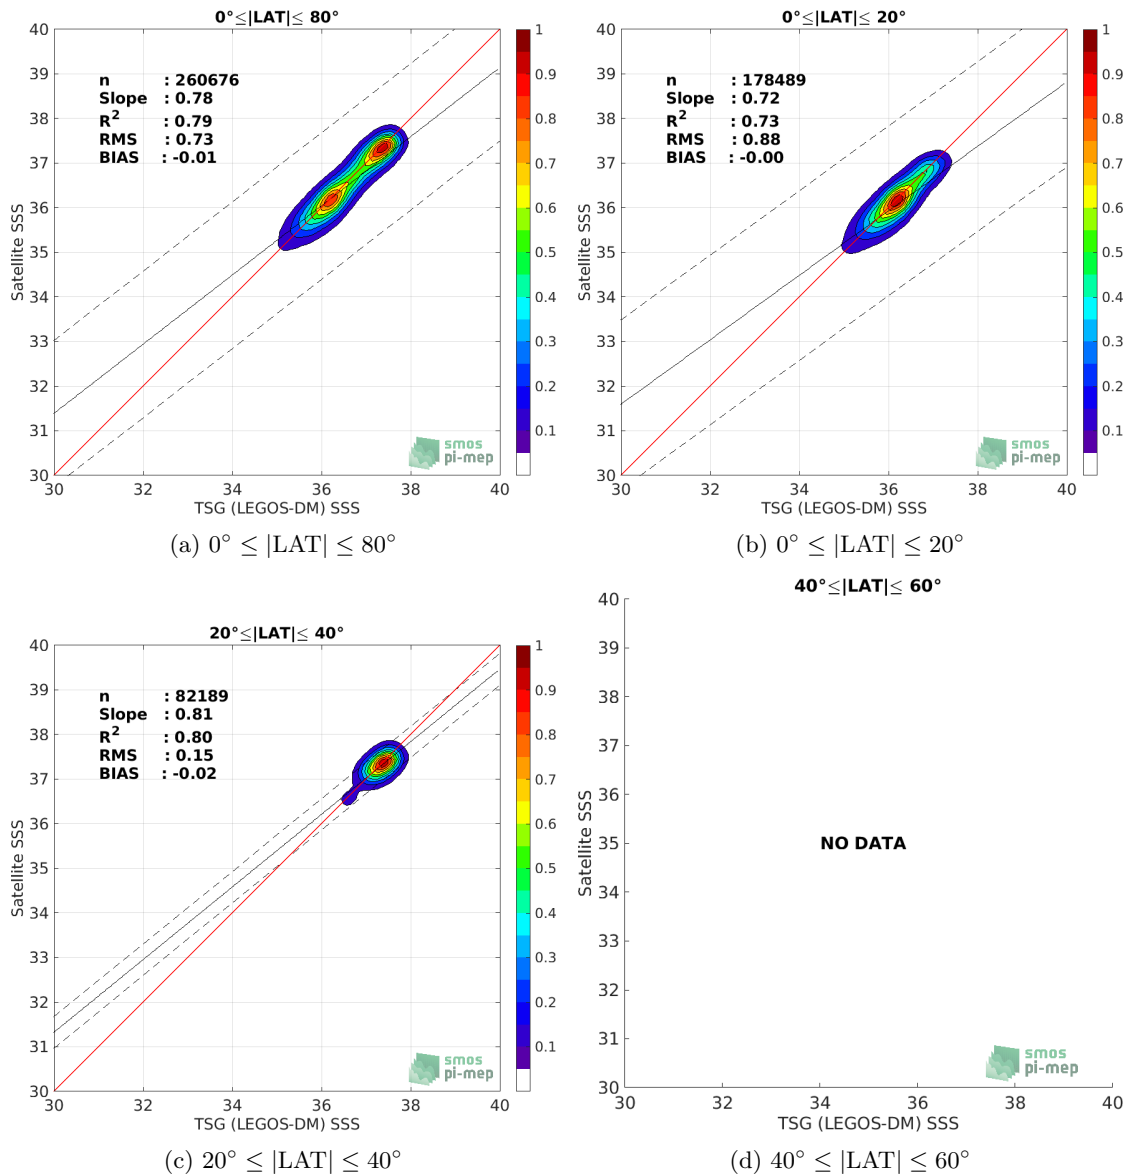 0°≤|LAT|≤ 80°
n : 260676
Slope : 0.78
R² : 0.79
RMS : 0.73
BIAS : -0.01
40
39
38
37
36
35
34
33
32
31
30
30 32 34 36 38 40
Satellite SSS
TSG (LEGOS-DM) SSS
1
0.9
0.8
0.7
0.6
0.5
0.4
0.3
0.2
0.1
smos
pi-mep
(a) 0° ≤ |LAT| ≤ 80°
0°≤|LAT|≤ 20°
n : 178489
Slope : 0.72
R² : 0.73
RMS : 0.88
BIAS : -0.00
40
39
38
37
36
35
34
33
32
31
30
30 32 34 36 38 40
Satellite SSS
TSG (LEGOS-DM) SSS
1
0.9
0.8
0.7
0.6
0.5
0.4
0.3
0.2
0.1
smos
pi-mep
(b) 0° ≤ |LAT| ≤ 20°
20°≤|LAT|≤ 40°
n : 82189
Slope : 0.81
R² : 0.80
RMS : 0.15
BIAS : -0.02
40
39
38
37
36
35
34
33
32
31
30
30 32 34 36 38 40
Satellite SSS
TSG (LEGOS-DM) SSS
1
0.9
0.8
0.7
0.6
0.5
0.4
0.3
0.2
0.1
smos
pi-mep
(c) 20° ≤ |LAT| ≤ 40°
40°≤|LAT|≤ 60°
40
39
38
37
36
35
34
33
32
31
30
30 32 34 36 38 40
Satellite SSS
NO DATA
TSG (LEGOS-DM) SSS
smos
pi-mep
(d) 40° ≤ |LAT| ≤ 60°